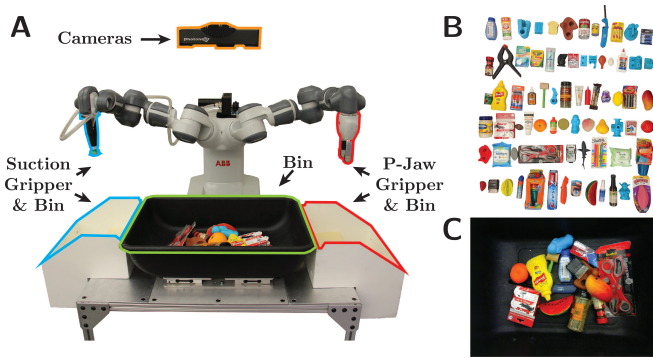 A
Cameras
Suction
Gripper
& Bin
ABB
Bin
P-Jaw
Gripper
& Bin
B
C